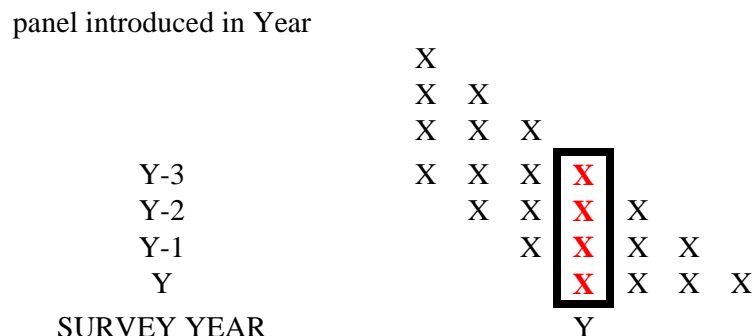 panel introduced in Year
X
X X
X X X
Y-3 X X X X
Y-2 X X X X
Y-1 X X X X
Y X X X X
SURVEY YEAR Y